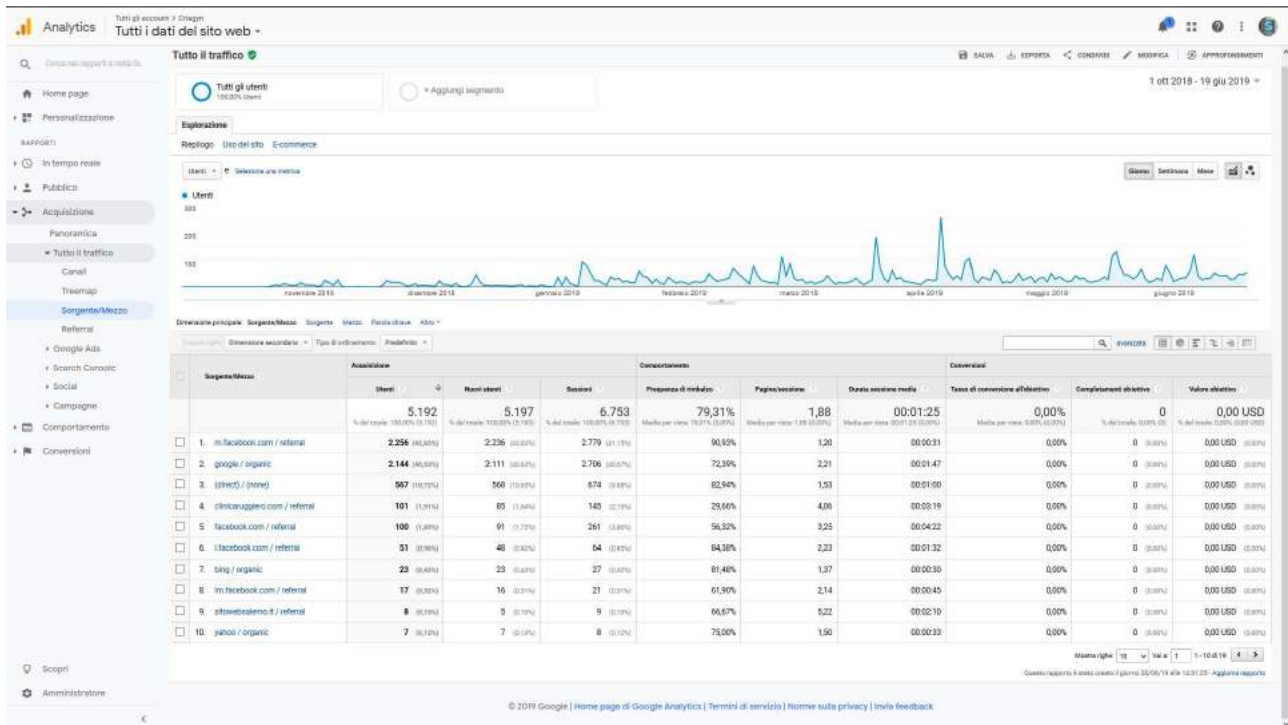 Tutti gli account > Criagyn
Analytics
Tutti i dati del sito web
Tutto il traffico
SALVA ESPORTA CONDIVIDI MODIFICA APPROFONDIMENTI
Home page
Personalizzazione
RAPPORTI
In tempo reale
Pubblico
Acquisizione
Panoramica
Tutto il traffico
Canali
Treemap
Sorgente/Mezzo
Referral
Google Ads
Search Console
Social
Campagne
Comportamento
Conversioni
Scopri
Amministratore
Tutti gli utenti
100,00% Utenti
+ Aggiungi segmento
1 ott 2018 - 19 giu 2019
Esplorazione
Riepilogo Uso del sito E-commerce
Utenti Seleziona una metrica
Giorno Settimana Mese
Utenti
300
200
100
novembre 2018 dicembre 2018 gennaio 2019 febbraio 2019 marzo 2019 aprile 2019 maggio 2019 giugno 2019
Dimensione principale: Sorgente/Mezzo Sorgente Mezzo Parola chiave Altro
Dimensione secondaria Tipo di ordinamento: Predefinito
avanzata
Sorgente/Mezzo Acquisizione Comportamento Conversioni
Utenti Nuovi utenti Sessioni Frequenza di rimbalzo Pagine/sessione Durata sessione media Tasso di conversione all'obiettivo Completamenti obiettivo Valore obiettivo
5.192 5.197 6.753 79,31% 1,88 00:01:25 0,00% 0 0,00 USD
1. m.facebook.com / referral 2.256 2.236 2.779 90,93% 1,20 00:00:31 0,00% 0 0,00 USD
2. google / organic 2.144 2.111 2.706 72,39% 2,21 00:01:47 0,00% 0 0,00 USD
3. (direct) / (none) 567 568 674 82,94% 1,53 00:01:00 0,00% 0 0,00 USD
4. clinicaruggiero.com / referral 101 85 145 29,66% 4,06 00:03:19 0,00% 0 0,00 USD
5. facebook.com / referral 100 91 261 56,32% 3,25 00:04:22 0,00% 0 0,00 USD
6. l.facebook.com / referral 51 48 64 84,38% 2,23 00:01:32 0,00% 0 0,00 USD
7. bing / organic 23 23 27 81,48% 1,37 00:00:30 0,00% 0 0,00 USD
8. lm.facebook.com / referral 17 16 21 61,90% 2,14 00:00:45 0,00% 0 0,00 USD
9. sitowebsalerno.it / referral 8 5 9 66,67% 5,22 00:02:10 0,00% 0 0,00 USD
10. yahoo / organic 7 7 8 75,00% 1,50 00:00:33 0,00% 0 0,00 USD
Mostra righe: 10 Vai a: 1 1-10 di 19
Questo rapporto è stato creato il giorno 20/06/19 alle - Aggiorna rapporto
© 2019 Google | Home page di Google Analytics | Termini di servizio | Norme sulla privacy | Invia feedback